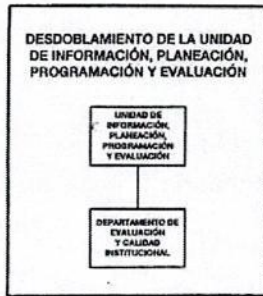 DESDOBLAMIENTO DE LA UNIDAD
DE INFORMACIÓN, PLANEACIÓN,
PROGRAMACIÓN Y EVALUACIÓN
UNIDAD DE
INFORMACIÓN,
PLANEACIÓN,
PROGRAMACIÓN
Y EVALUACIÓN
DEPARTAMENTO DE
EVALUACIÓN
Y CALIDAD
INSTITUCIONAL